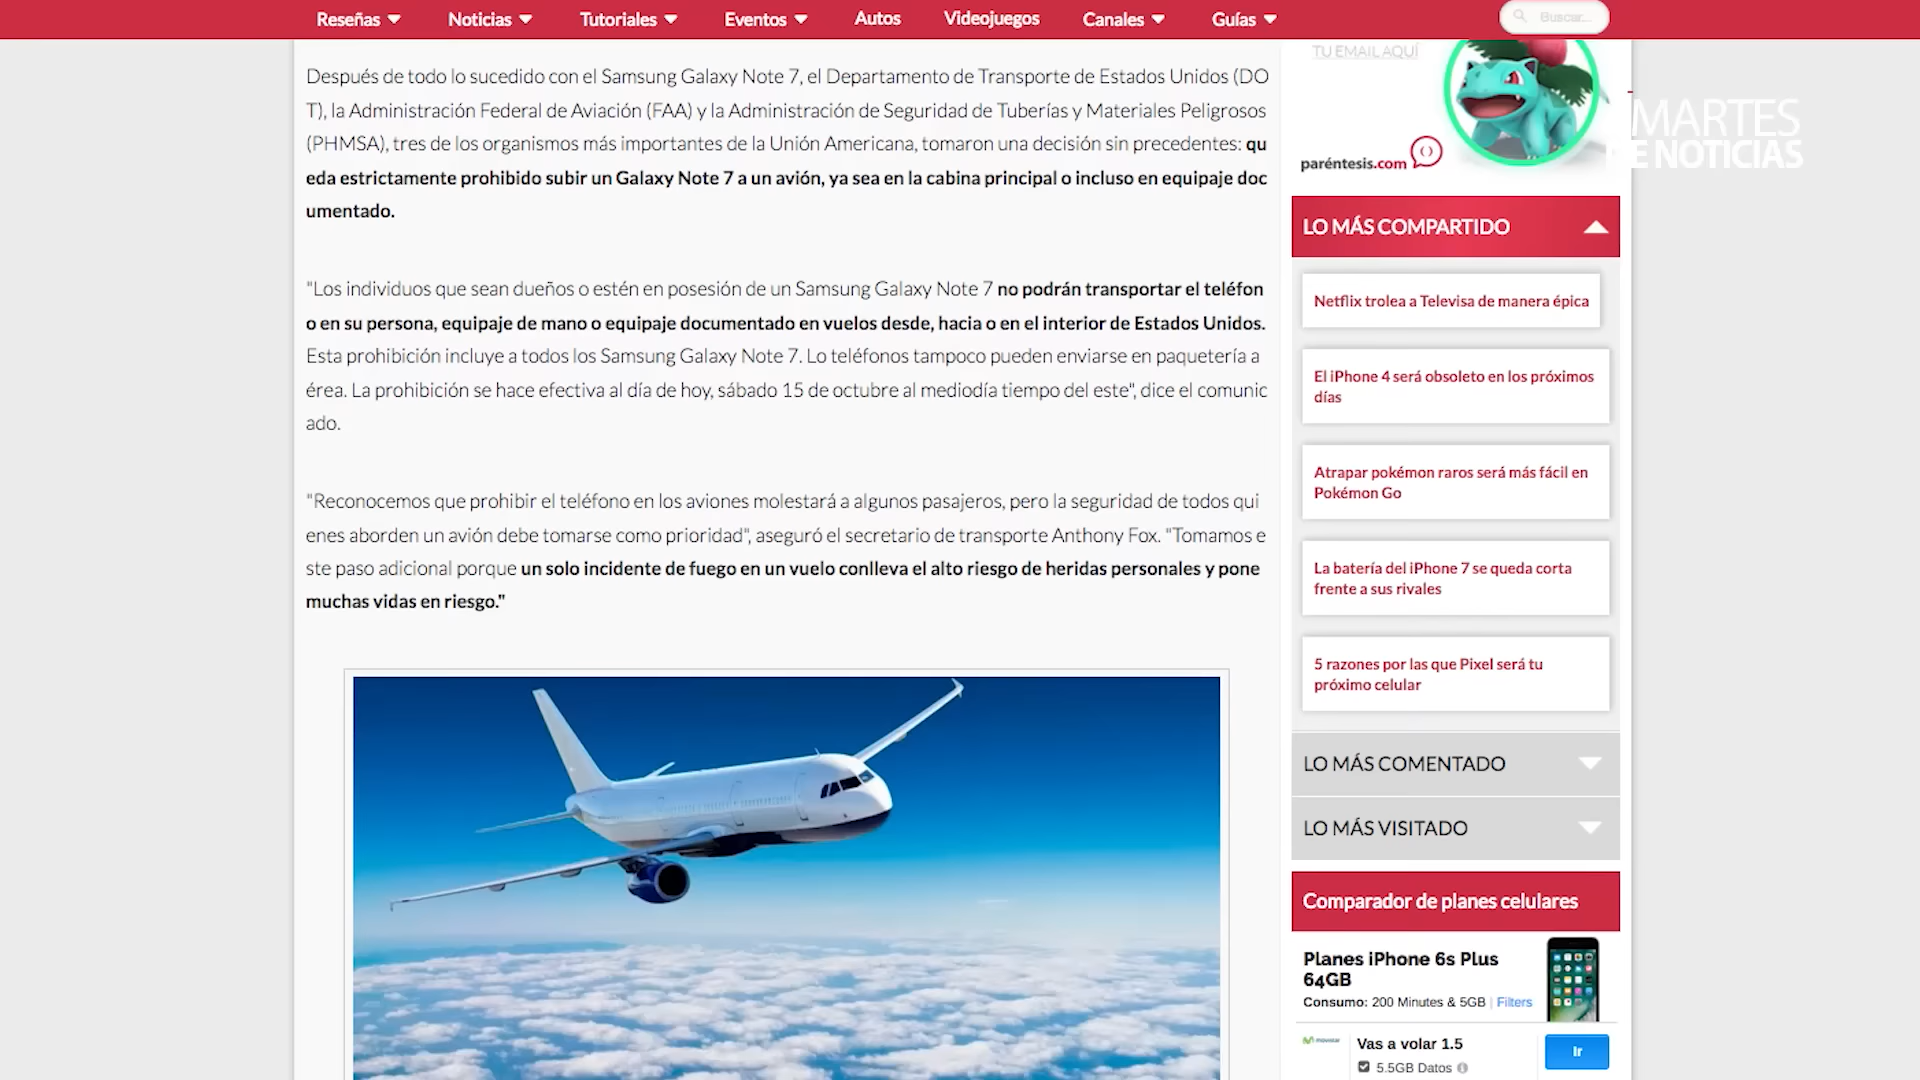 Reseñas
Noticias
Tutoriales
Eventos
Autos
Videojuegos
Canales
Guías
Buscar...
Después de todo lo sucedido con el Samsung Galaxy Note 7, el Departamento de Transporte de Estados Unidos (DO
T), la Administración Federal de Aviación (FAA) y la Administración de Seguridad de Tuberías y Materiales Peligrosos
(PHMSA), tres de los organismos más importantes de la Unión Americana, tomaron una decisión sin precedentes: qu
eda estrictamente prohibido subir un Galaxy Note 7 a un avión, ya sea en la cabina principal o incluso en equipaje doc
umentado.
"Los individuos que sean dueños o estén en posesión de un Samsung Galaxy Note 7 no podrán transportar el teléfon
o en su persona, equipaje de mano o equipaje documentado en vuelos desde, hacia o en el interior de Estados Unidos.
Esta prohibición incluye a todos los Samsung Galaxy Note 7. Lo teléfonos tampoco pueden enviarse en paquetería a
érea. La prohibición se hace efectiva al día de hoy, sábado 15 de octubre al mediodía tiempo del este", dice el comunic
ado.
"Reconocemos que prohibir el teléfono en los aviones molestará a algunos pasajeros, pero la seguridad de todos qui
enes aborden un avión debe tomarse como prioridad", aseguró el secretario de transporte Anthony Fox. "Tomamos e
ste paso adicional porque un solo incidente de fuego en un vuelo conlleva el alto riesgo de heridas personales y pone
muchas vidas en riesgo."
TU EMAIL AQUÍ
paréntesis.com
MARTES
DE NOTICIAS
LO MÁS COMPARTIDO
Netflix trolea a Televisa de manera épica
El iPhone 4 será obsoleto en los próximos
días
Atrapar pokémon raros será más fácil en
Pokémon Go
La batería del iPhone 7 se queda corta
frente a sus rivales
5 razones por las que Pixel será tu
próximo celular
LO MÁS COMENTADO
LO MÁS VISITADO
Comparador de planes celulares
Planes iPhone 6s Plus
64GB
Consumo: 200 Minutes & 5GB | Filters
movistar
Vas a volar 1.5
5.5GB Datos
Ir